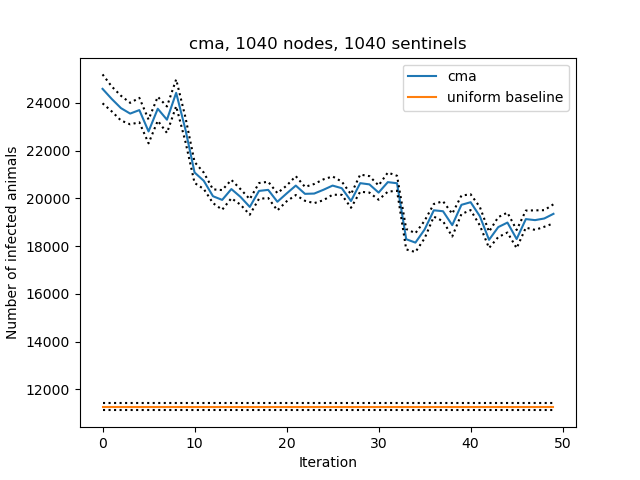 cma, 1040 nodes, 1040 sentinels
cma
uniform baseline
Number of infected animals
24000
22000
20000
18000
16000
14000
12000
0 10 20 30 40 50
Iteration